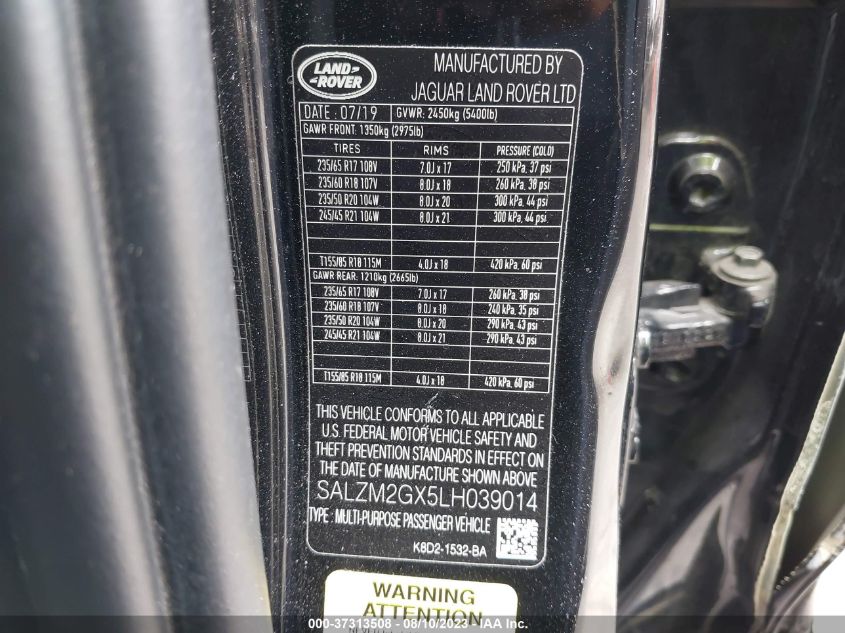 LAND ROVER
MANUFACTURED BY
JAGUAR LAND ROVER LTD
DATE : 07/19 GVWR: 2450kg (5400lb)
GAWR FRONT: 1350kg (2975lb)
TIRES RIMS PRESSURE (COLD)
235/65 R17 108V 7.0J x 17 250 kPa, 37 psi
235/60 R18 107V 8.0J x 18 260 kPa, 38 psi
235/50 R20 104W 8.0J x 20 300 kPa, 44 psi
245/45 R21 104W 8.0J x 21 300 kPa, 44 psi
T155/85 R18 115M 4.0J x 18 420 kPa, 60 psi
GAWR REAR: 1210kg (2665lb)
235/65 R17 108V 7.0J x 17 260 kPa, 38 psi
235/60 R18 107V 8.0J x 18 240 kPa, 35 psi
235/50 R20 104W 8.0J x 20 290 kPa, 43 psi
245/45 R21 104W 8.0J x 21 290 kPa, 43 psi
T155/85 R18 115M 4.0J x 18 420 kPa, 60 psi
THIS VEHICLE CONFORMS TO ALL APPLICABLE
U.S. FEDERAL MOTOR VEHICLE SAFETY AND
THEFT PREVENTION STANDARDS IN EFFECT ON
THE DATE OF MANUFACTURE SHOWN ABOVE
SALZM2GX5LH039014
TYPE : MULTI-PURPOSE PASSENGER VEHICLE
K8D2-1532-BA
WARNING
ATTENTION
000-37313508 - 08/10/2023 - IAA Inc.